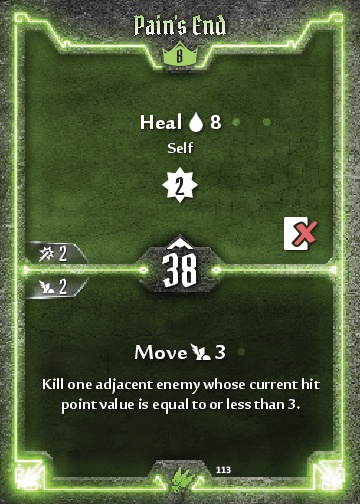 Pain's End
8
Heal 8
Self
2
2
38
2
Move 3
Kill one adjacent enemy whose current hit
point value is equal to or less than 3.
113